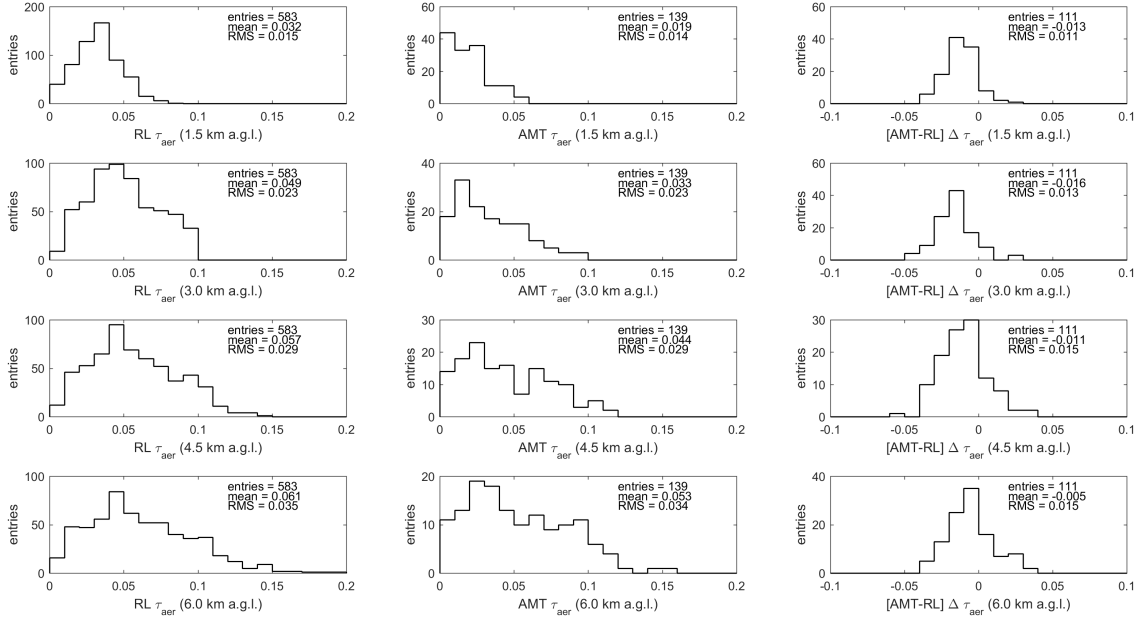 200
100
0
0 0.05 0.1 0.15 0.2
entries
entries = 583
mean = 0.032
RMS = 0.015
RL τaer (1.5 km a.g.l.)
60
40
20
0
0 0.05 0.1 0.15 0.2
entries
entries = 139
mean = 0.019
RMS = 0.014
AMT τaer (1.5 km a.g.l.)
60
40
20
0
-0.1 -0.05 0 0.05 0.1
entries
entries = 111
mean = -0.013
RMS = 0.011
[AMT-RL] Δ τaer (1.5 km a.g.l.)
100
50
0
0 0.05 0.1 0.15 0.2
entries
entries = 583
mean = 0.049
RMS = 0.023
RL τaer (3.0 km a.g.l.)
40
20
0
0 0.05 0.1 0.15 0.2
entries
entries = 139
mean = 0.033
RMS = 0.023
AMT τaer (3.0 km a.g.l.)
60
40
20
0
-0.1 -0.05 0 0.05 0.1
entries
entries = 111
mean = -0.016
RMS = 0.013
[AMT-RL] Δ τaer (3.0 km a.g.l.)
100
50
0
0 0.05 0.1 0.15 0.2
entries
entries = 583
mean = 0.057
RMS = 0.029
RL τaer (4.5 km a.g.l.)
30
20
10
0
0 0.05 0.1 0.15 0.2
entries
entries = 139
mean = 0.044
RMS = 0.029
AMT τaer (4.5 km a.g.l.)
30
20
10
0
-0.1 -0.05 0 0.05 0.1
entries
entries = 111
mean = -0.011
RMS = 0.015
[AMT-RL] Δ τaer (4.5 km a.g.l.)
100
50
0
0 0.05 0.1 0.15 0.2
entries
entries = 583
mean = 0.061
RMS = 0.035
RL τaer (6.0 km a.g.l.)
20
10
0
0 0.05 0.1 0.15 0.2
entries
entries = 139
mean = 0.053
RMS = 0.034
AMT τaer (6.0 km a.g.l.)
40
20
0
-0.1 -0.05 0 0.05 0.1
entries
entries = 111
mean = -0.005
RMS = 0.015
[AMT-RL] Δ τaer (6.0 km a.g.l.)